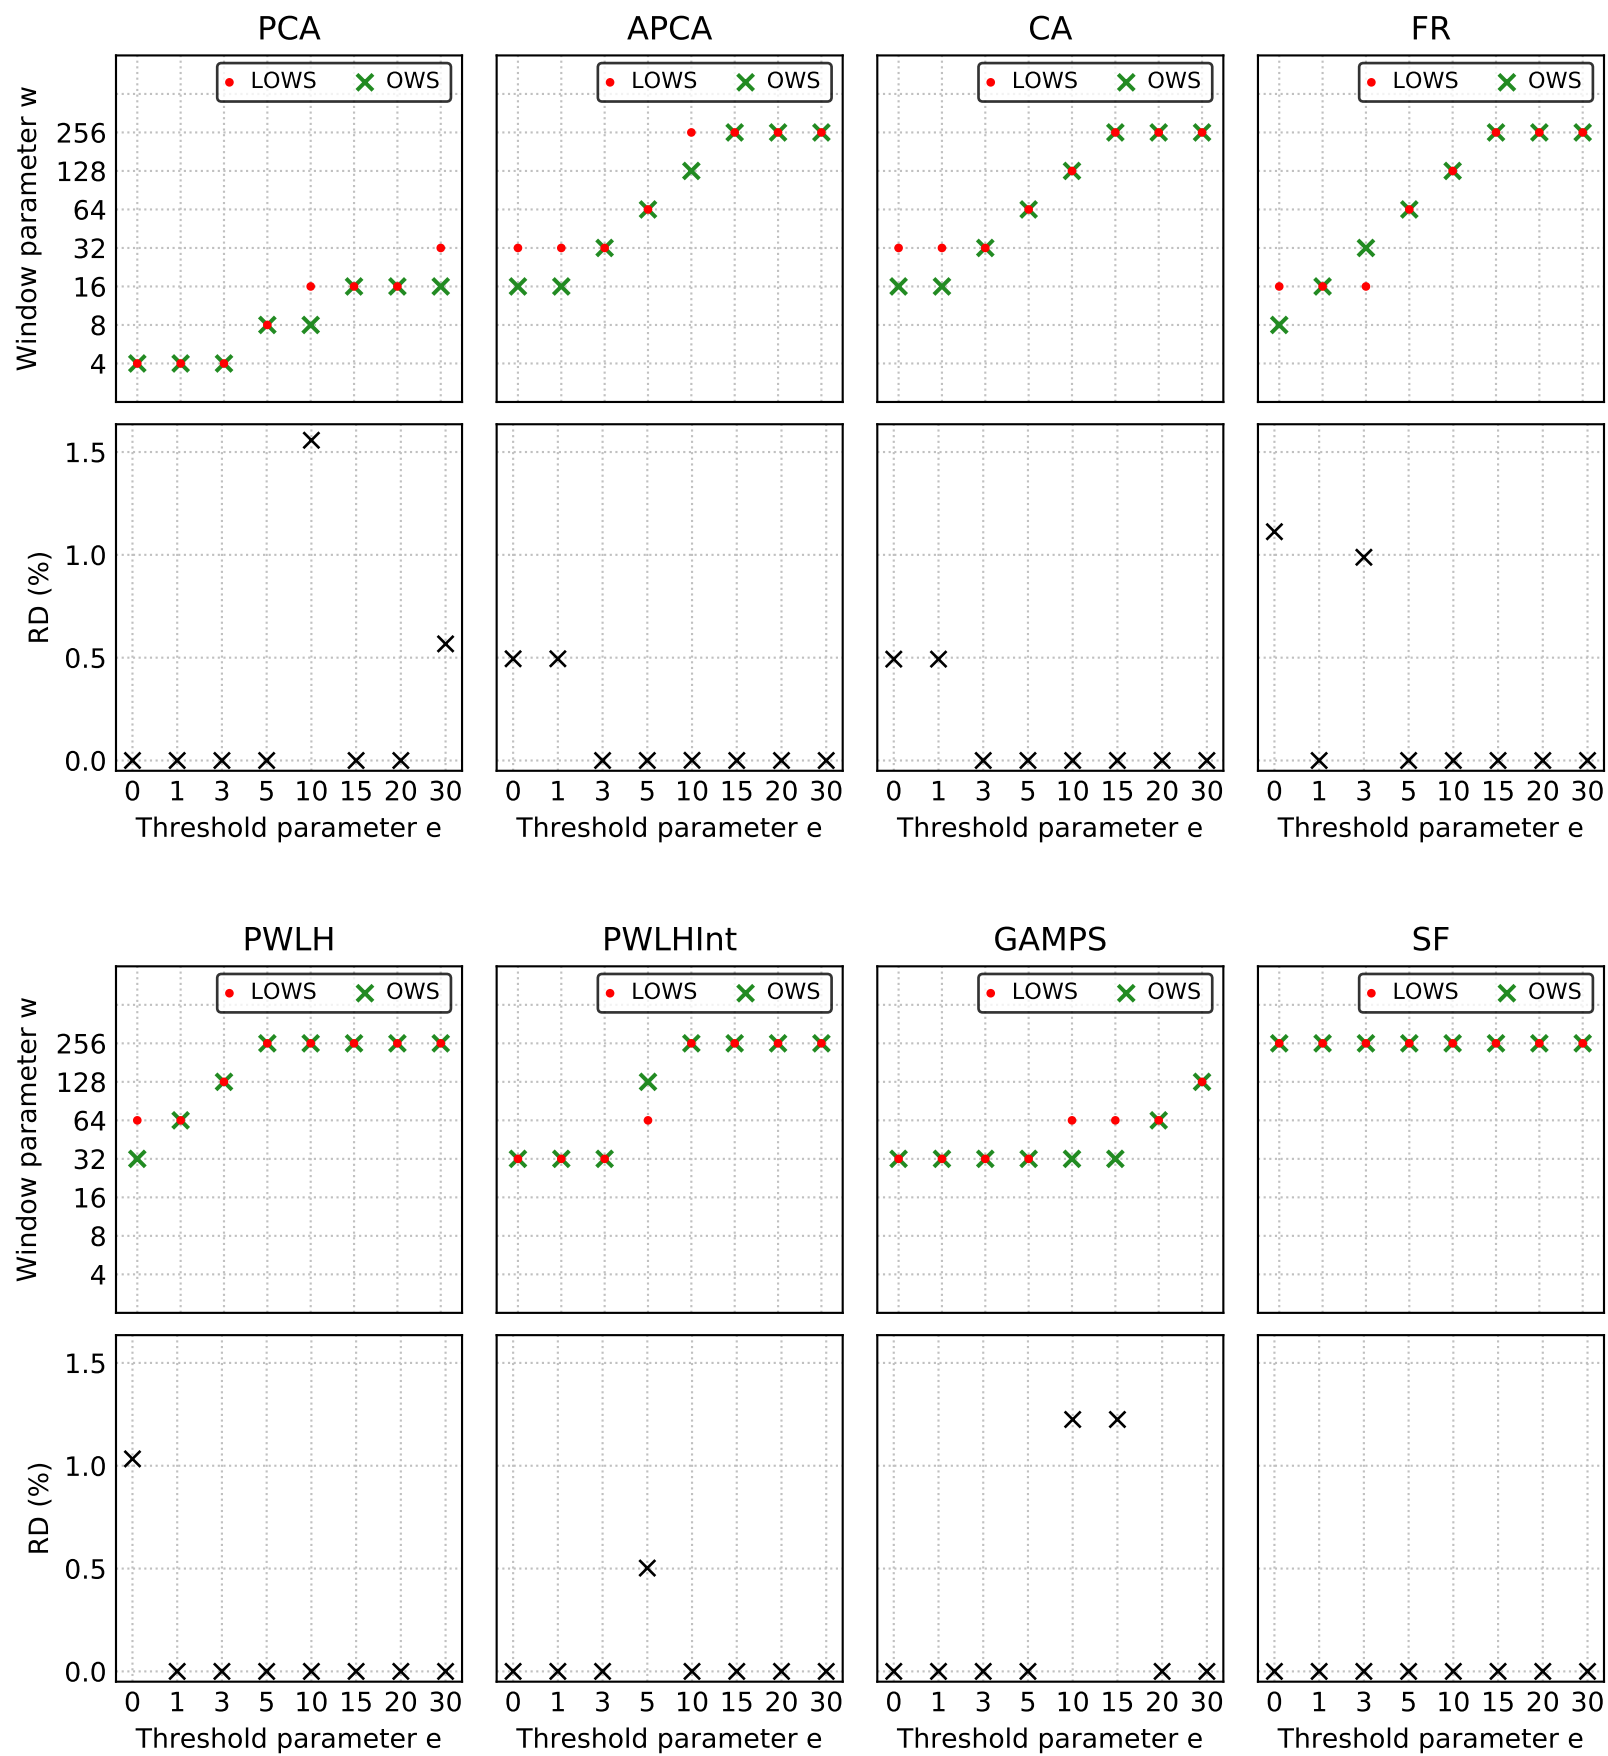 PCA APCA CA FR
LOWS OWS LOWS OWS LOWS OWS LOWS OWS
Window parameter w
256
128
64
32
16
8
4
RD (%)
1.5
1.0
0.5
0.0
0 1 3 5 10 15 20 30 0 1 3 5 10 15 20 30 0 1 3 5 10 15 20 30 0 1 3 5 10 15 20 30
Threshold parameter e Threshold parameter e Threshold parameter e Threshold parameter e
PWLH PWLHInt GAMPS SF
LOWS OWS LOWS OWS LOWS OWS LOWS OWS
Window parameter w
256
128
64
32
16
8
4
RD (%)
1.5
1.0
0.5
0.0
0 1 3 5 10 15 20 30 0 1 3 5 10 15 20 30 0 1 3 5 10 15 20 30 0 1 3 5 10 15 20 30
Threshold parameter e Threshold parameter e Threshold parameter e Threshold parameter e